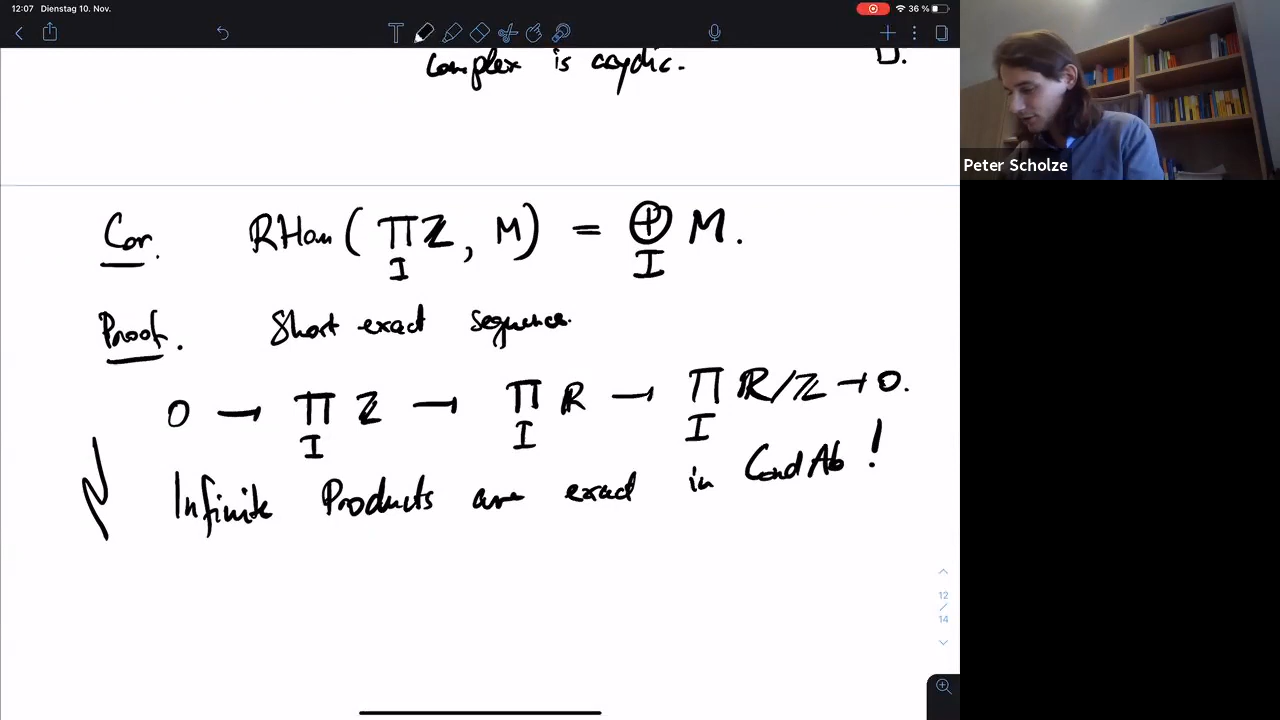 12:07 Dienstag 10. Nov.
36 %
complex is acyclic. □.
Peter Scholze
Cor. RHom( ∏_I ℤ, M) = ⊕_I M.
Proof. Short exact sequence.
0 → ∏_I ℤ → ∏_I ℝ → ∏_I ℝ/ℤ → 0.
Infinite Products are exact in CondAb!
12
/
14